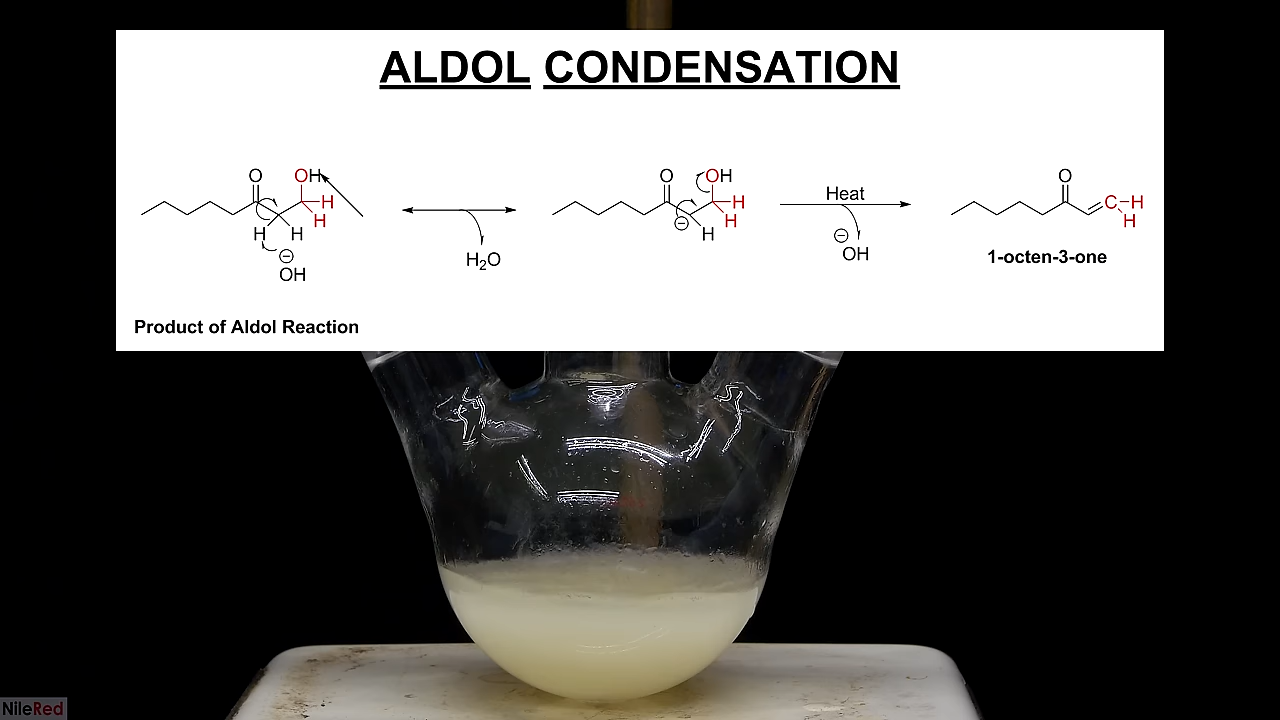 ALDOL CONDENSATION
O OH H H H H ⊖ OH
H₂O
O OH H H H ⊖
Heat
⊖ OH
O C H H
1-octen-3-one
Product of Aldol Reaction
NileRed